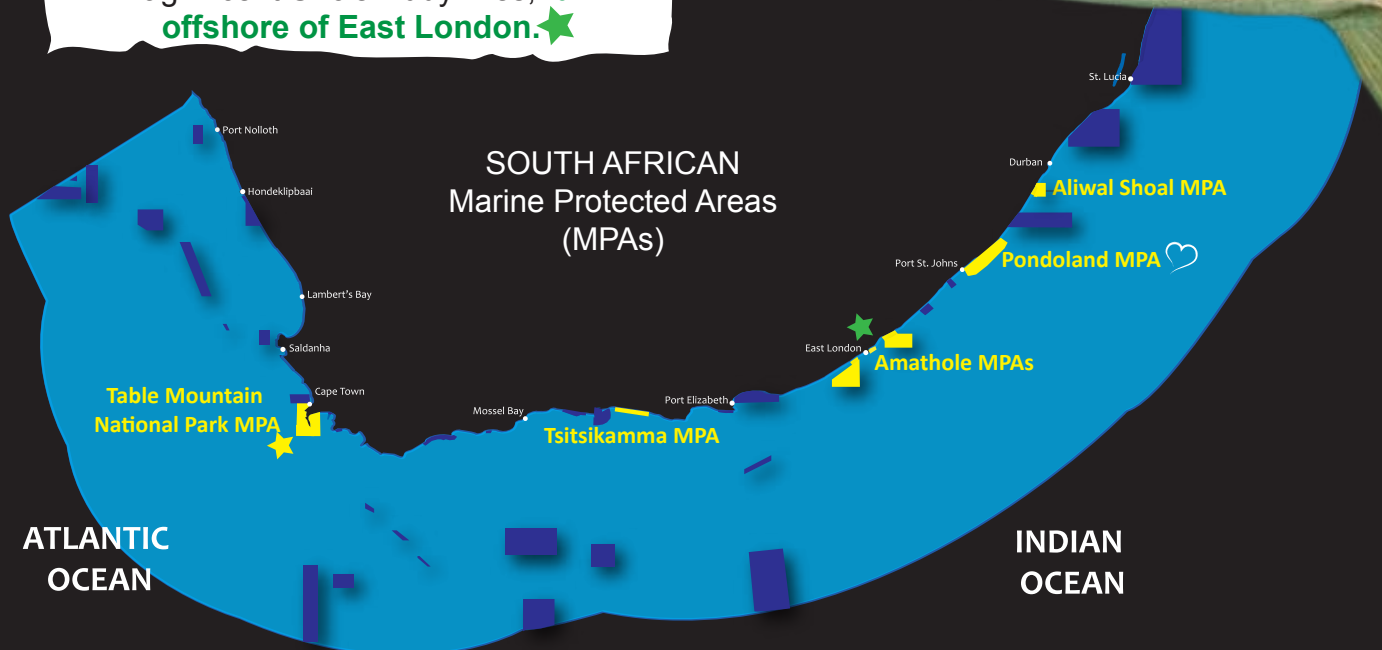 offshore of East London.
St. Lucia
Port Nolloth
SOUTH AFRICAN
Marine Protected Areas
(MPAs)
Durban
Hondeklipbaai
Aliwal Shoal MPA
Port St. Johns
Pondoland MPA
Lambert's Bay
Saldanha
East London
Amathole MPAs
Cape Town
Table Mountain
National Park MPA
Port Elizabeth
Mossel Bay
Tsitsikamma MPA
ATLANTIC
OCEAN
INDIAN
OCEAN